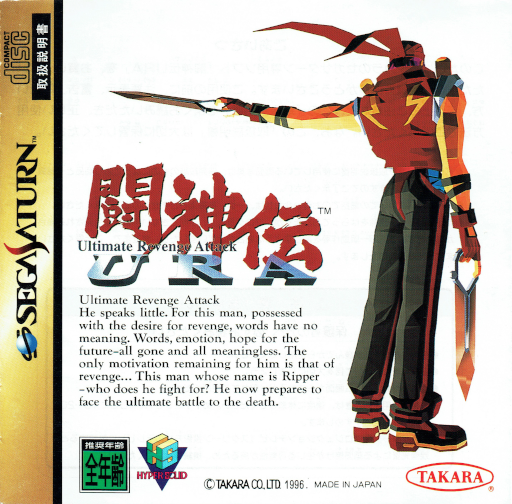 COMPACT
disc
取扱説明書
SEGA SATURN™
闘神伝™
Ultimate Revenge Attack
URA
Ultimate Revenge Attack
He speaks little. For this man, possessed
with the desire for revenge, words have no
meaning. Words, emotion, hope for the
future–all gone and all meaningless. The
only motivation remaining for him is that of
revenge... This man whose name is Ripper
–who does he fight for? He now prepares to
face the ultimate battle to the death.
推奨年齢
全年齢
HYPER SOLID
©TAKARA CO,LTD. 1996. MADE IN JAPAN
TAKARA®